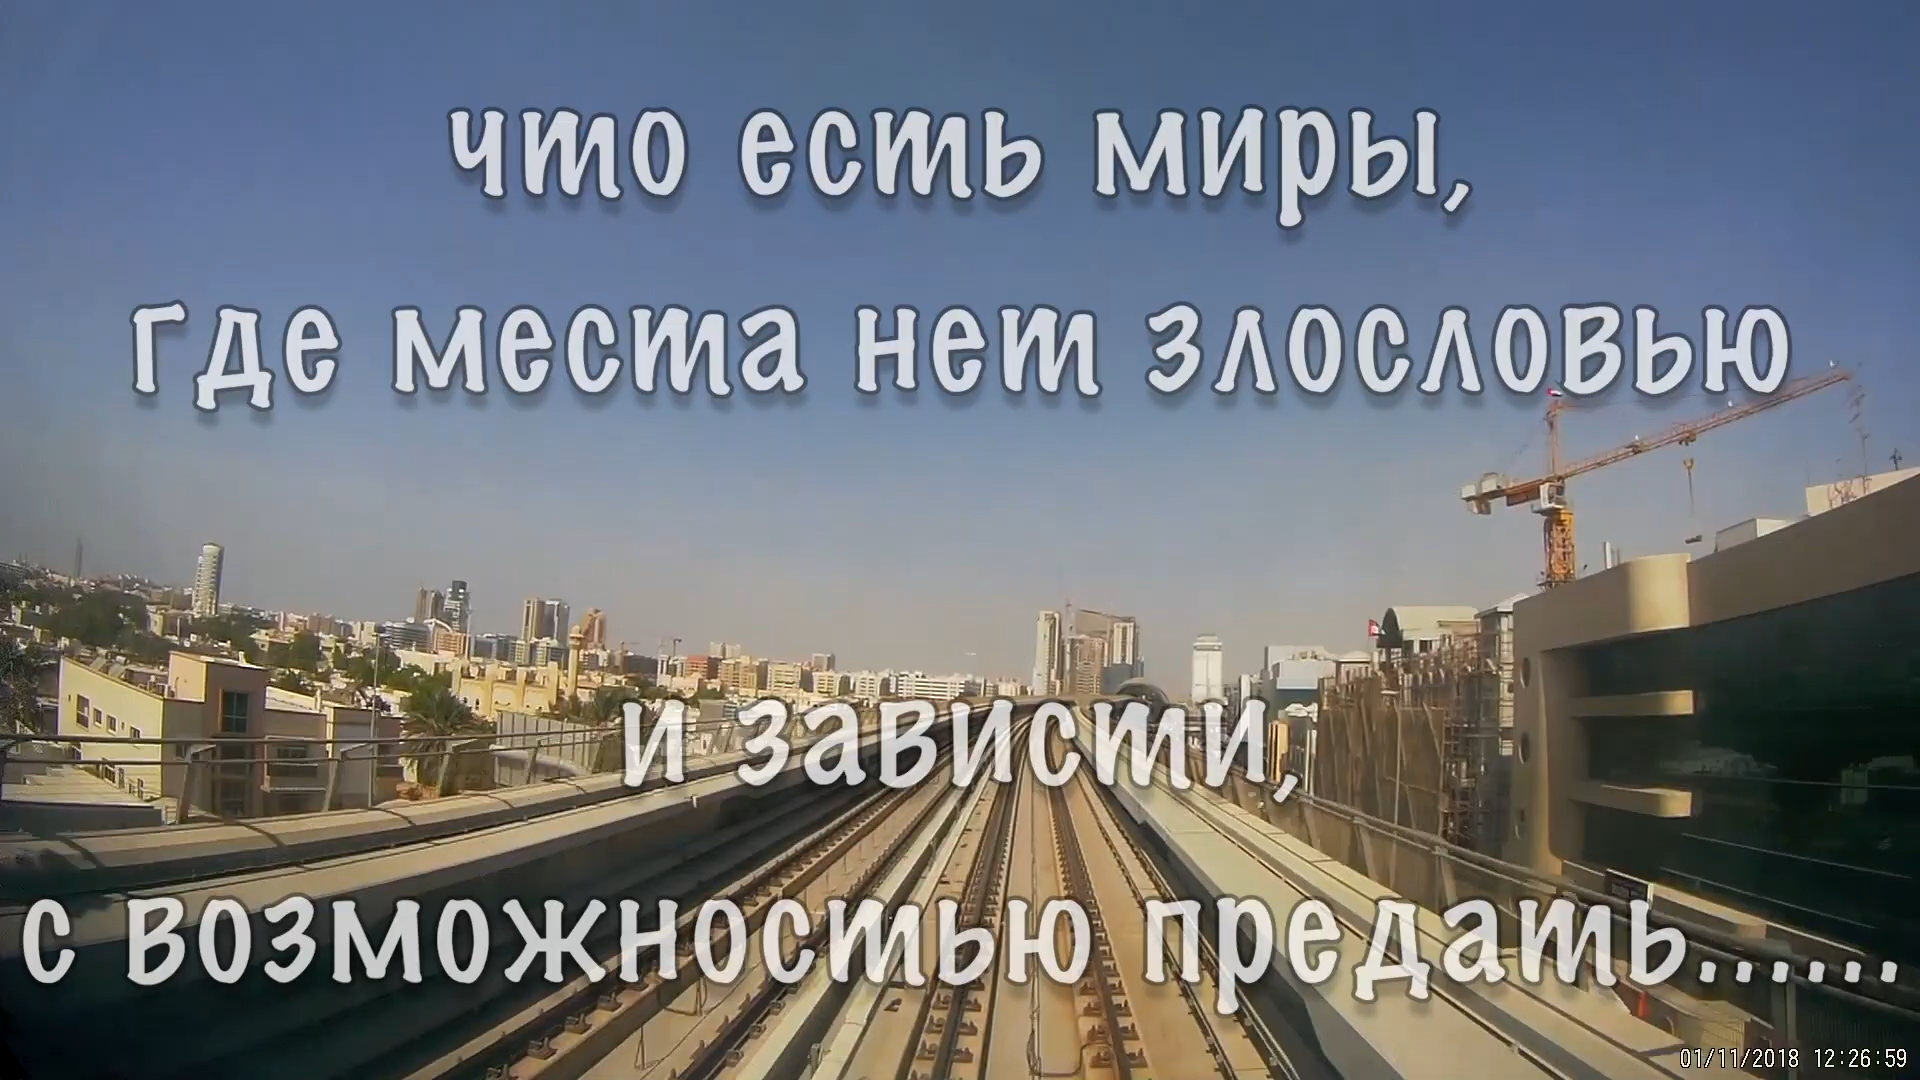 что есть миры,
где места нет злословью
и зависти,
с возможностью предать......
01/11/2018 12:26:59